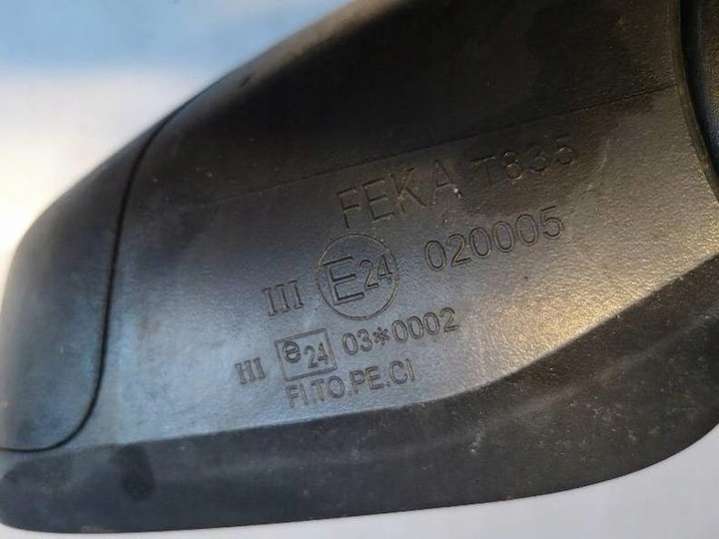 FEKA T835
III E24 020005
III e24 03*0002
FI.TO.PE.CI